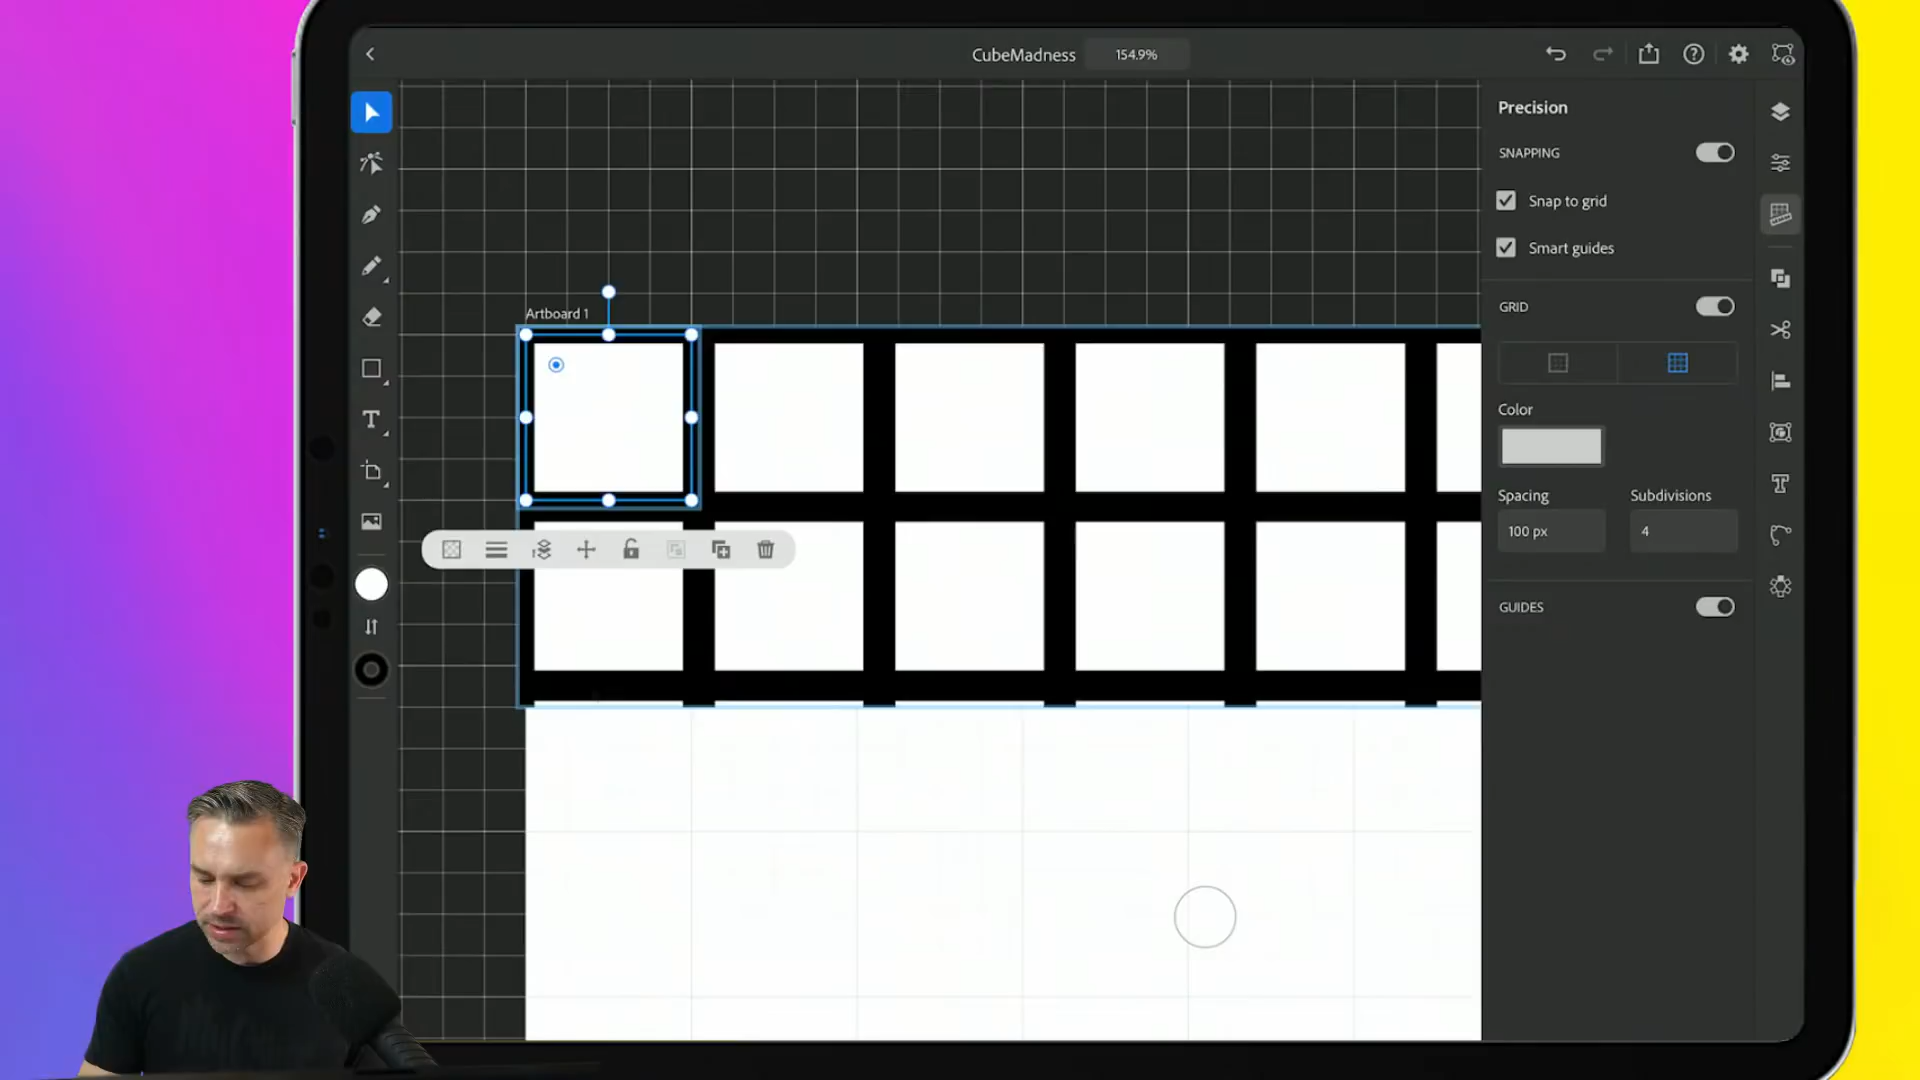 CubeMadness
154.9%
Precision
SNAPPING
Snap to grid
Smart guides
GRID
Color
Spacing
Subdivisions
100 px
4
GUIDES
Artboard 1